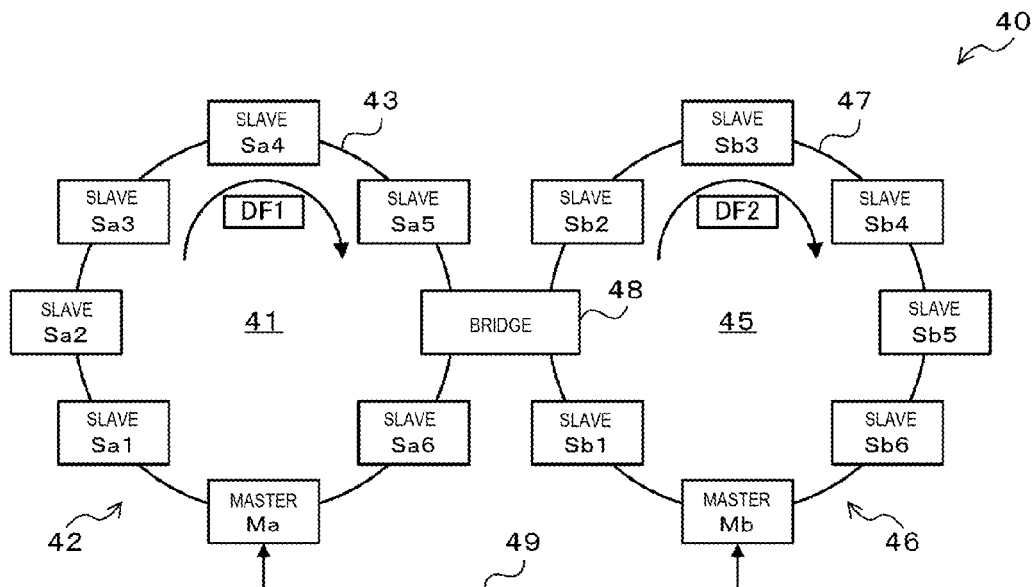 40
43
47
SLAVE
Sa4
SLAVE
Sb3
SLAVE
Sa3
DF1
SLAVE
Sa5
SLAVE
Sb2
DF2
SLAVE
Sb4
48
SLAVE
Sa2
41
BRIDGE
45
SLAVE
Sb5
SLAVE
Sa1
SLAVE
Sa6
SLAVE
Sb1
SLAVE
Sb6
MASTER
Ma
MASTER
Mb
42
49
46